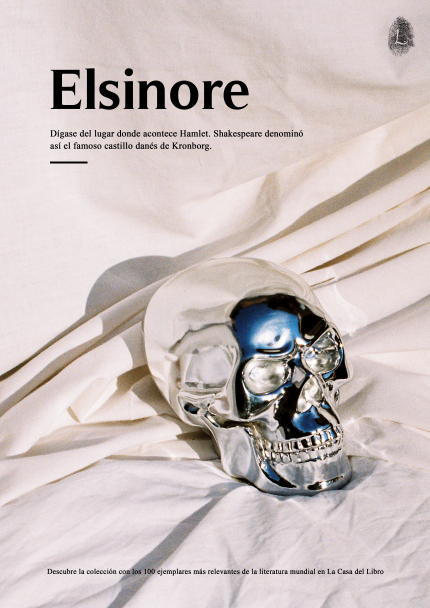 Elsinore
Dígase del lugar donde acontece Hamlet. Shakespeare denominó
así el famoso castillo danés de Kronborg.
Descubre la colección con los 100 ejemplares más relevantes de la literatura mundial en La Casa del Libro
L